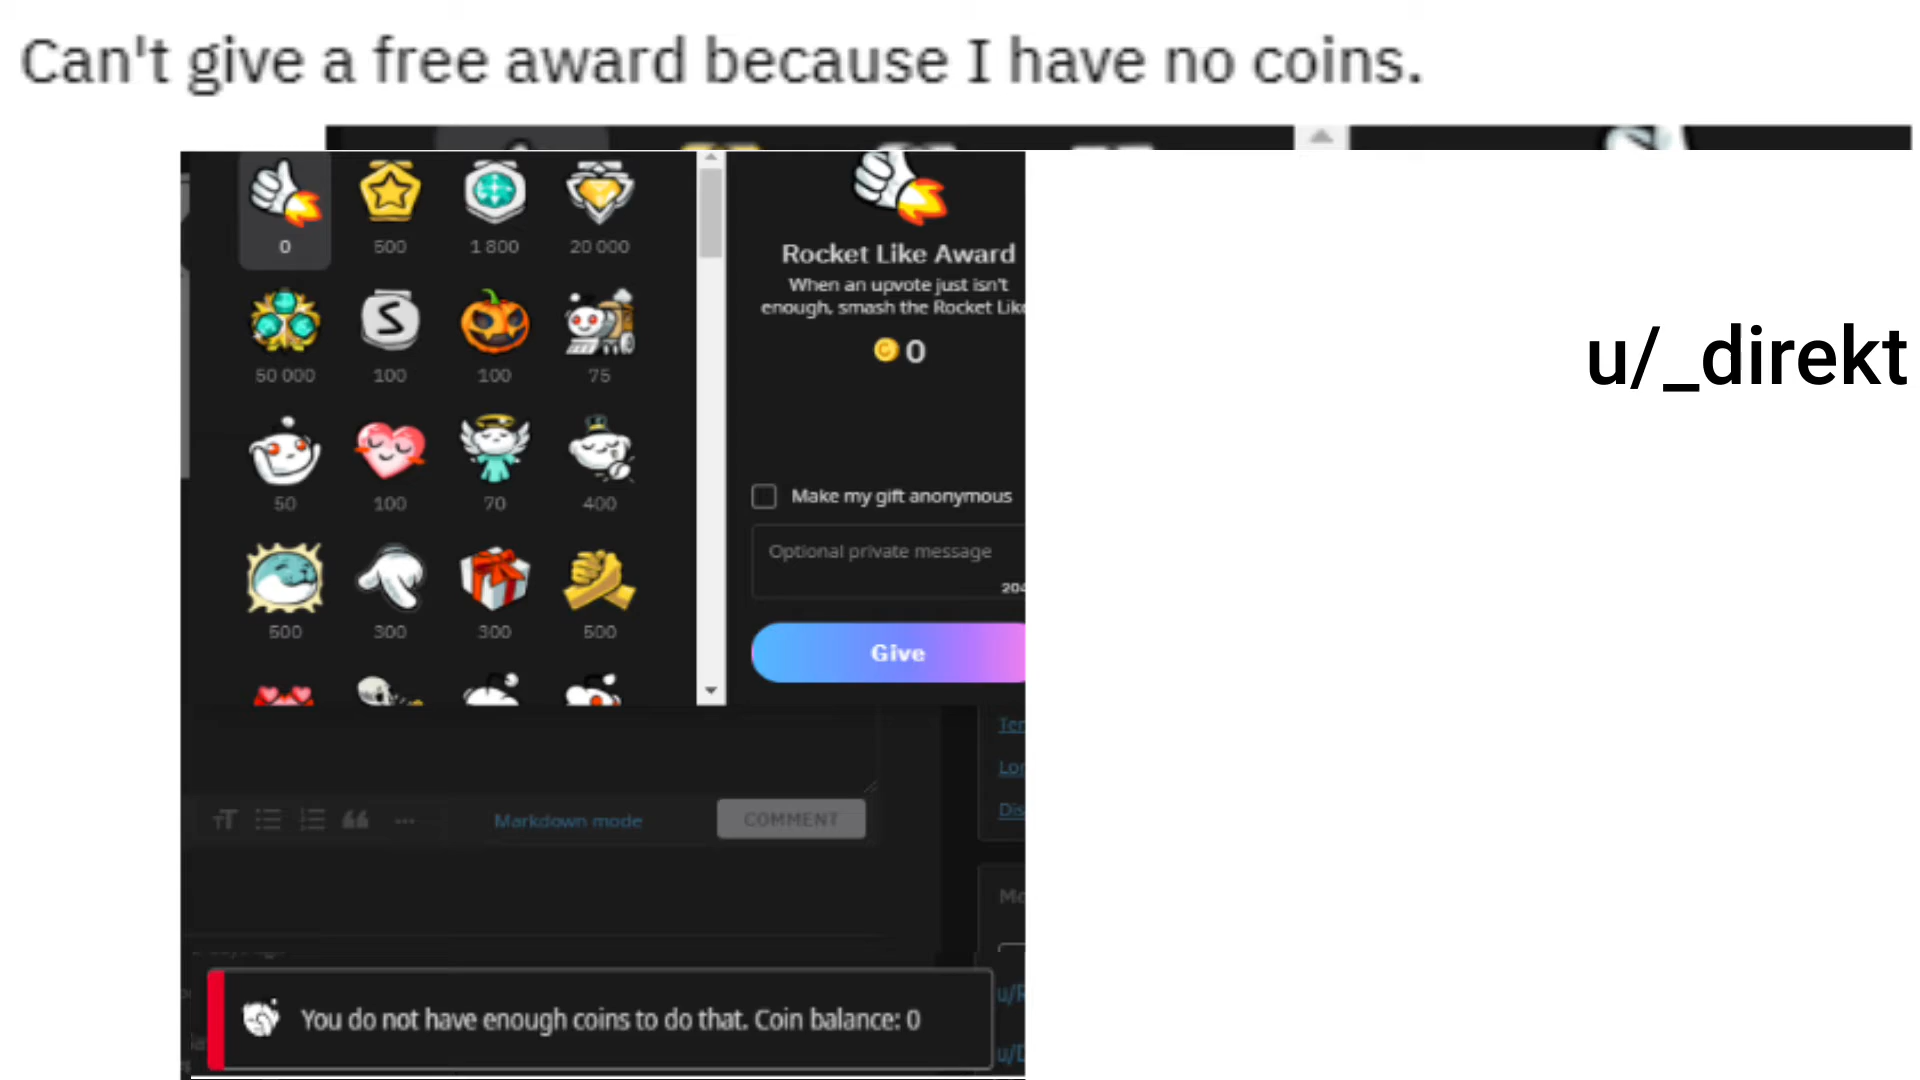 Can't give a free award because I have no coins.
0 500 1 800 20 000
Rocket Like Award
When an upvote just isn't
enough, smash the Rocket Like
0
u/_direkt
50 000 100 100 75
50 100 70 400
Make my gift anonymous
Optional private message
204
500 300 300 500
Give
Markdown mode
COMMENT
You do not have enough coins to do that. Coin balance: 0